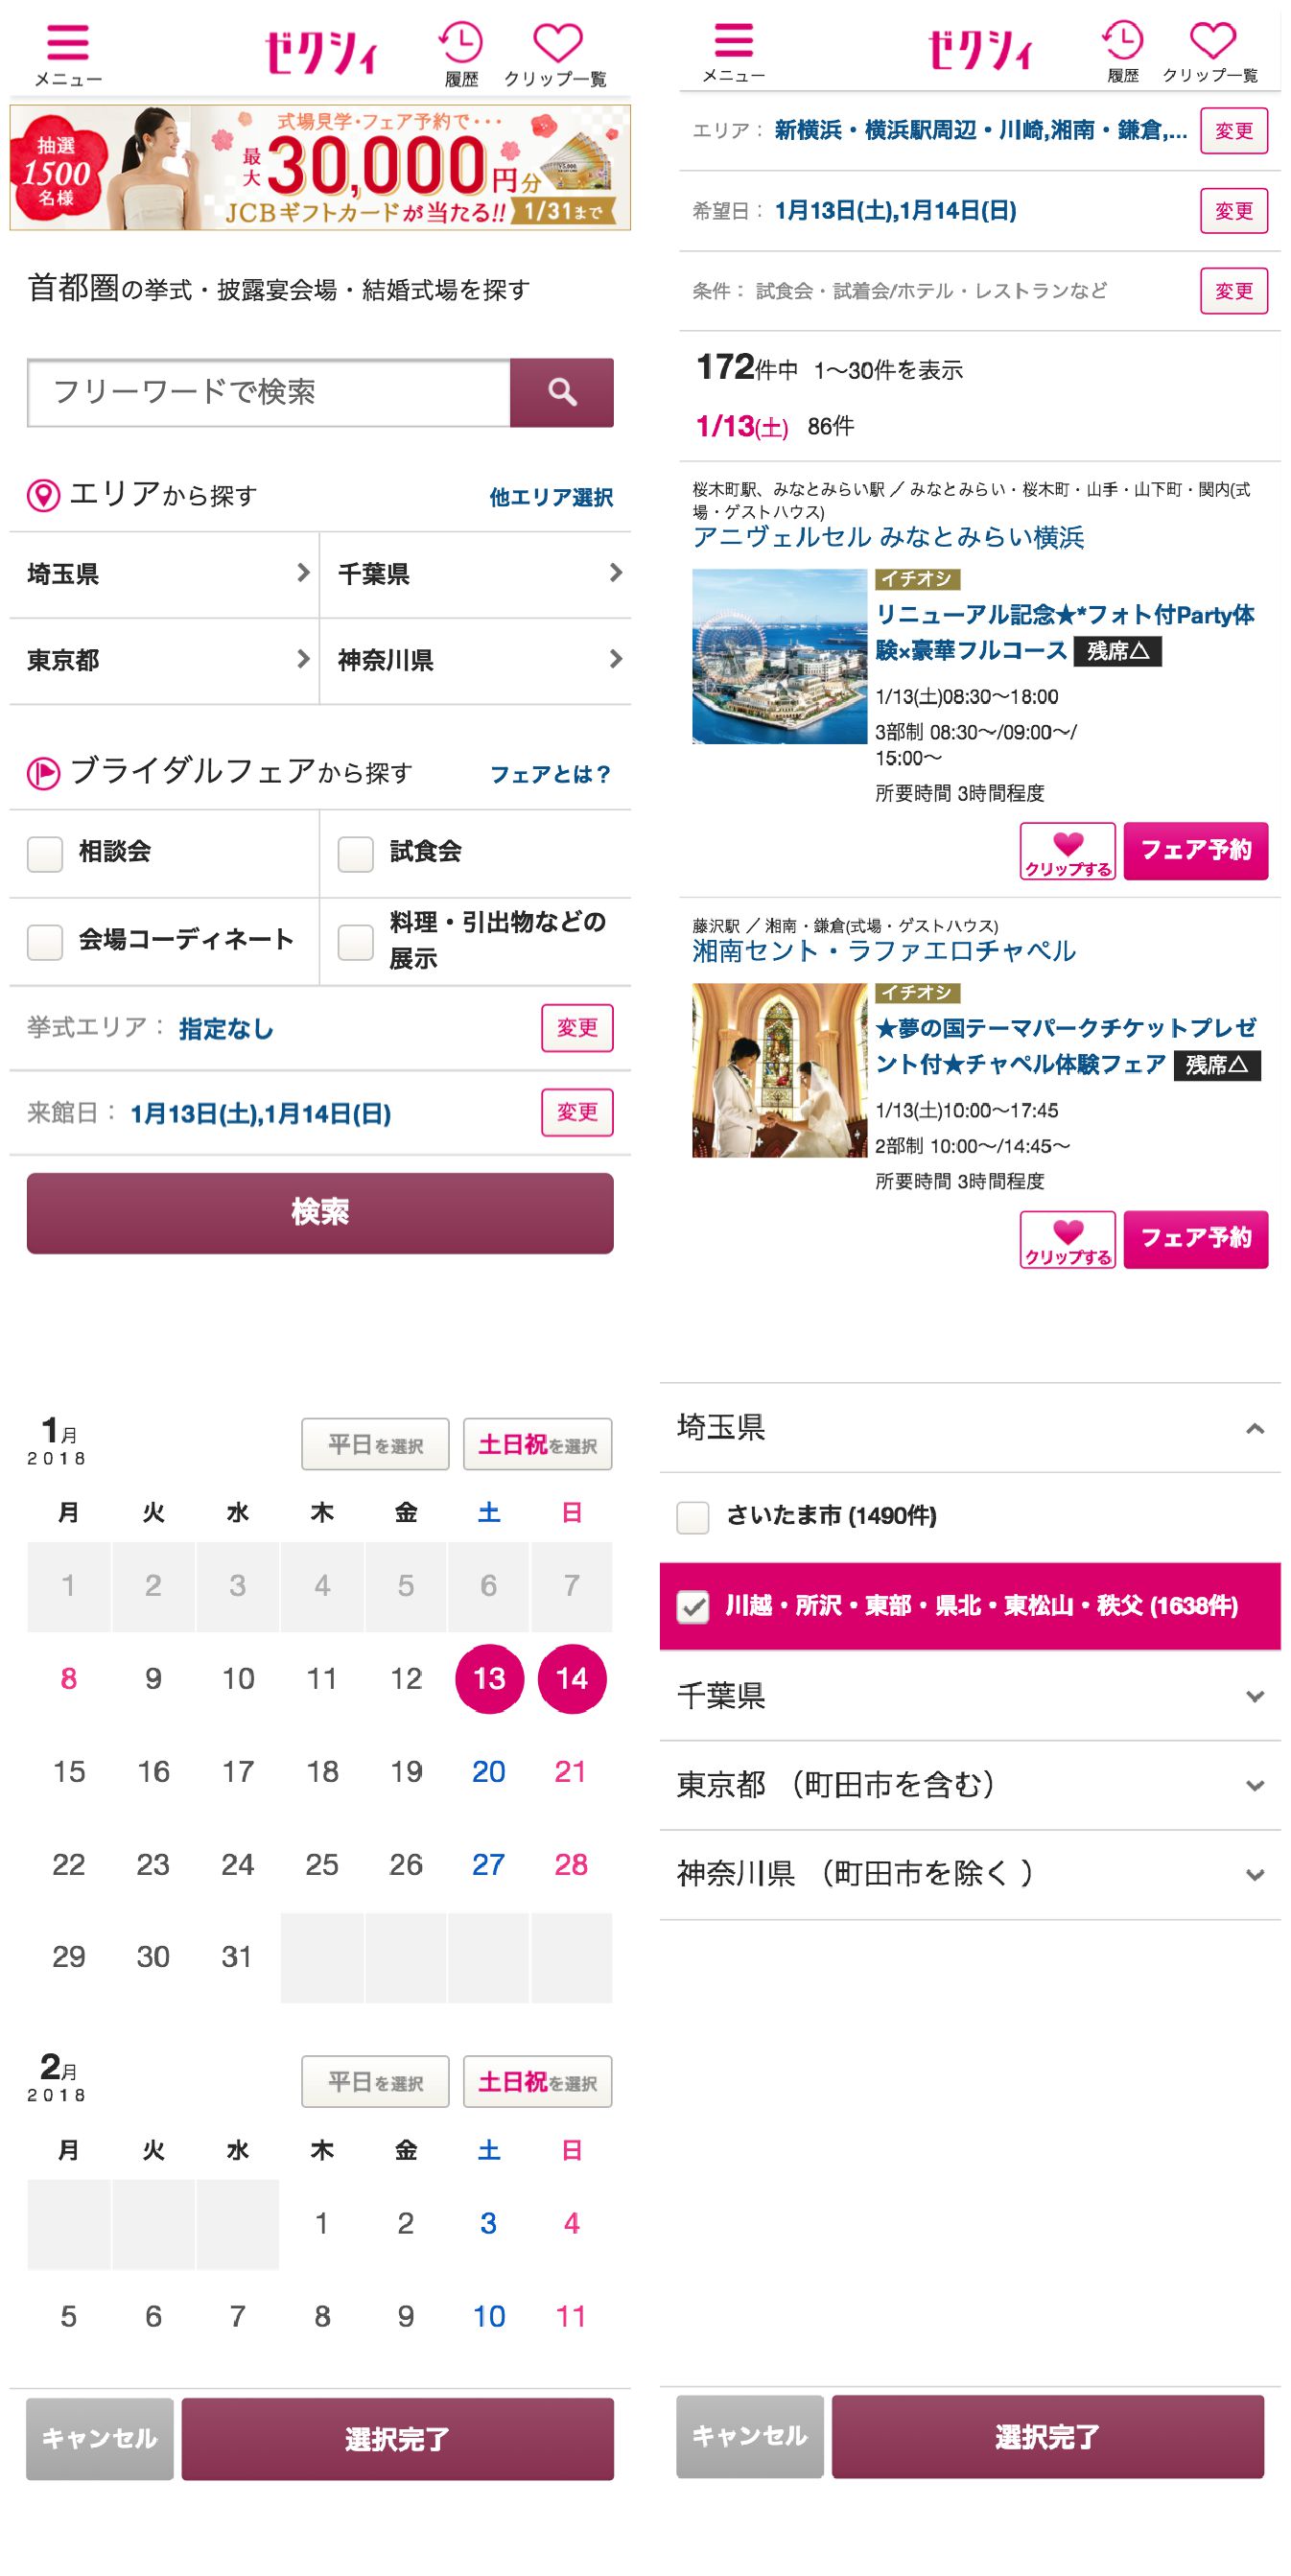 メニュー
ゼクシィ
履歴
クリップ一覧
抽選
1500
名様
式場見学・フェア予約で・・・
最大30,000円分
JCBギフトカードが当たる!!
1/31まで
首都圏の挙式・披露宴会場・結婚式場を探す
フリーワードで検索
エリアから探す
他エリア選択
埼玉県
千葉県
東京都
神奈川県
ブライダルフェアから探す
フェアとは？
相談会
試食会
会場コーディネート
料理・引出物などの
展示
挙式エリア： 指定なし
変更
来館日： 1月13日(土),1月14日(日)
変更
検索
メニュー
ゼクシィ
履歴
クリップ一覧
エリア： 新横浜・横浜駅周辺・川崎,湘南・鎌倉,...
変更
希望日： 1月13日(土),1月14日(日)
変更
条件： 試食会・試着会/ホテル・レストランなど
変更
172件中 1〜30件を表示
1/13(土) 86件
桜木町駅、みなとみらい駅 ／ みなとみらい・桜木町・山手・山下町・関内(式
場・ゲストハウス)
アニヴェルセル みなとみらい横浜
イチオシ
リニューアル記念★*フォト付Party体
験×豪華フルコース 残席△
1/13(土)08:30〜18:00
3部制 08:30〜/09:00〜/
15:00〜
所要時間 3時間程度
クリップする
フェア予約
藤沢駅 ／ 湘南・鎌倉(式場・ゲストハウス)
湘南セント・ラファエロチャペル
イチオシ
★夢の国テーマパークチケットプレゼ
ント付★チャペル体験フェア 残席△
1/13(土)10:00〜17:45
2部制 10:00〜/14:45〜
所要時間 3時間程度
クリップする
フェア予約
1月
2018
平日を選択
土日祝を選択
月 火 水 木 金 土 日
1 2 3 4 5 6 7
8 9 10 11 12 13 14
15 16 17 18 19 20 21
22 23 24 25 26 27 28
29 30 31
2月
2018
平日を選択
土日祝を選択
月 火 水 木 金 土 日
1 2 3 4
5 6 7 8 9 10 11
キャンセル
選択完了
埼玉県
さいたま市 (1490件)
川越・所沢・東部・県北・東松山・秩父 (1638件)
千葉県
東京都 （町田市を含む）
神奈川県 （町田市を除く ）
キャンセル
選択完了